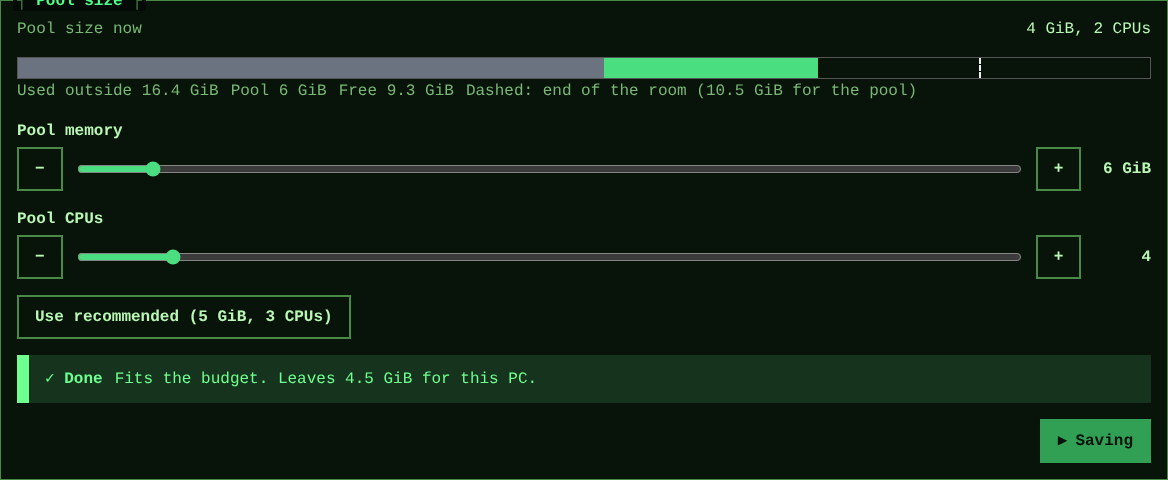 Pool size
Pool size now
4 GiB, 2 CPUs
Used outside 16.4 GiB Pool 6 GiB Free 9.3 GiB Dashed: end of the room (10.5 GiB for the pool)
Pool memory
− + 6 GiB
Pool CPUs
− + 4
Use recommended (5 GiB, 3 CPUs)
✓ Done Fits the budget. Leaves 4.5 GiB for this PC.
▶ Saving